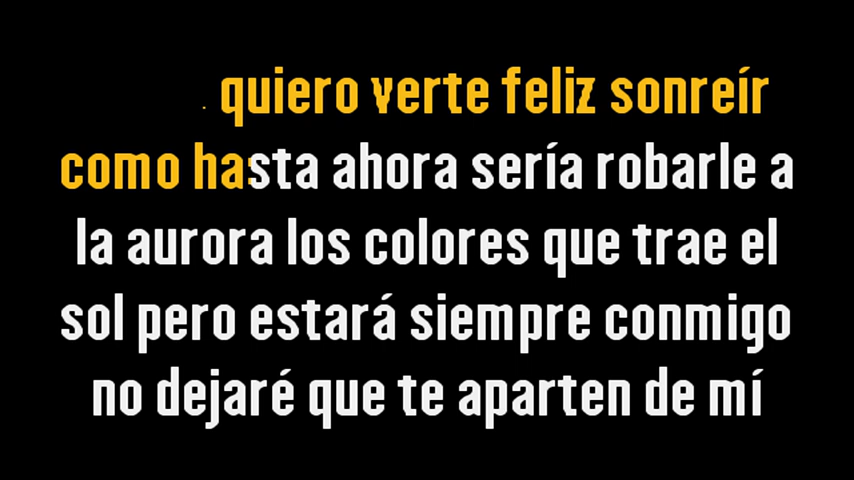 . quiero verte feliz sonreír
como hasta ahora sería robarle a
la aurora los colores que trae el
sol pero estará siempre conmigo
no dejaré que te aparten de mí